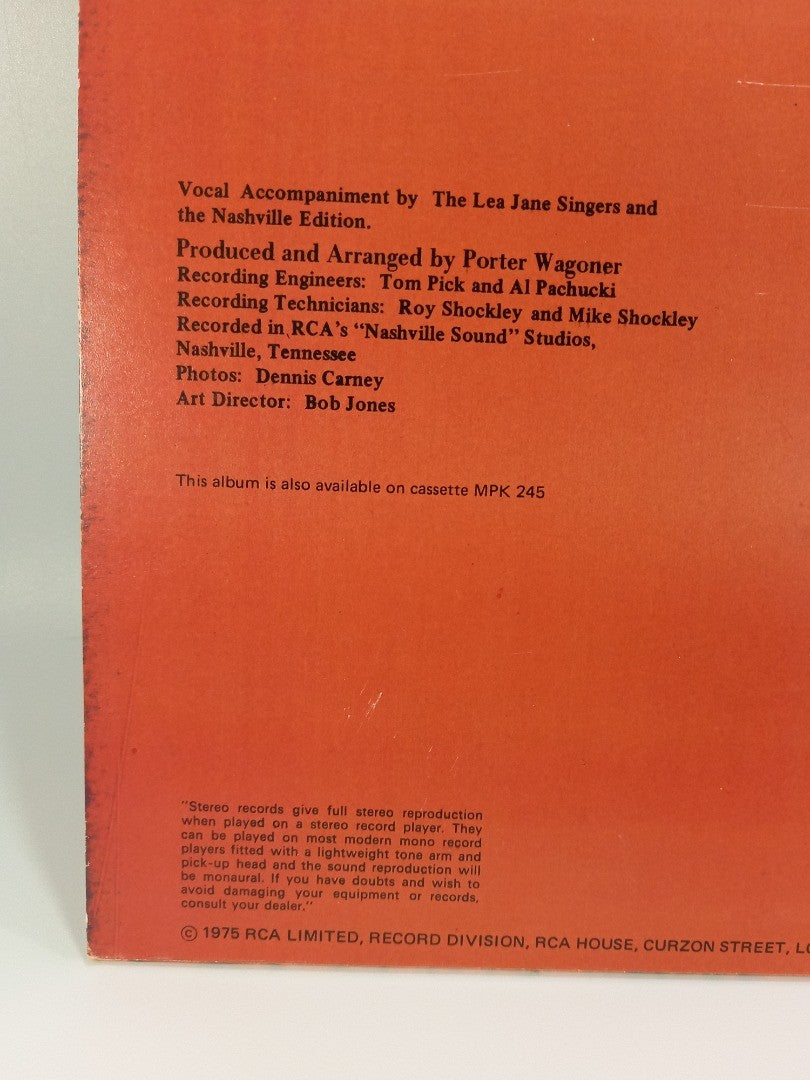 Vocal Accompaniment by The Lea Jane Singers and
the Nashville Edition.
Produced and Arranged by Porter Wagoner
Recording Engineers: Tom Pick and Al Pachucki
Recording Technicians: Roy Shockley and Mike Shockley
Recorded in RCA's "Nashville Sound" Studios,
Nashville, Tennessee
Photos: Dennis Carney
Art Director: Bob Jones
This album is also available on cassette MPK 245
"Stereo records give full stereo reproduction
when played on a stereo record player. They
can be played on most modern mono record
players fitted with a lightweight tone arm and
pick-up head and the sound reproduction will
be monaural. If you have doubts and wish to
avoid damaging your equipment or records,
consult your dealer."
© 1975 RCA LIMITED, RECORD DIVISION, RCA HOUSE, CURZON STREET,